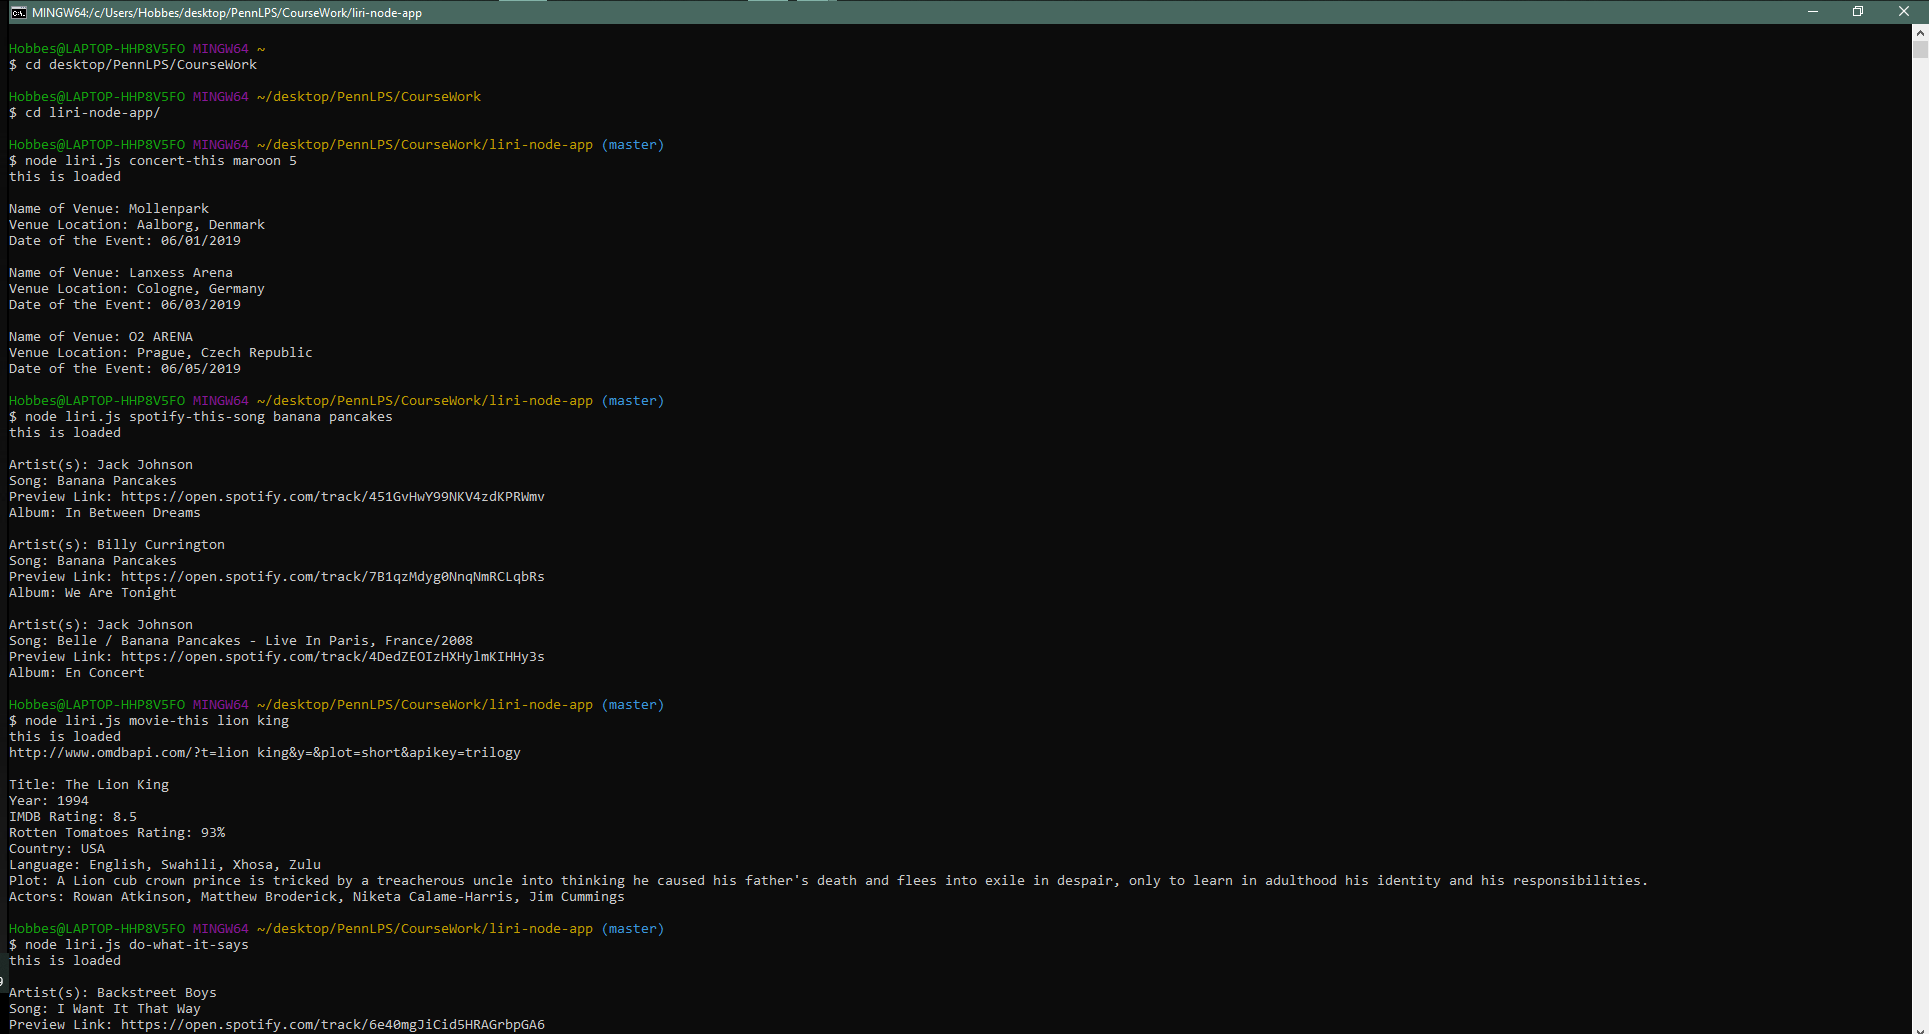 MINGW64:/c/Users/Hobbes/desktop/PennLPS/CourseWork/liri-node-app
Hobbes@LAPTOP-HHP8V5FO MINGW64 ~
$ cd desktop/PennLPS/CourseWork
Hobbes@LAPTOP-HHP8V5FO MINGW64 ~/desktop/PennLPS/CourseWork
$ cd liri-node-app/
Hobbes@LAPTOP-HHP8V5FO MINGW64 ~/desktop/PennLPS/CourseWork/liri-node-app (master)
$ node liri.js concert-this maroon 5
this is loaded
Name of Venue: Mollenpark
Venue Location: Aalborg, Denmark
Date of the Event: 06/01/2019
Name of Venue: Lanxess Arena
Venue Location: Cologne, Germany
Date of the Event: 06/03/2019
Name of Venue: O2 ARENA
Venue Location: Prague, Czech Republic
Date of the Event: 06/05/2019
Hobbes@LAPTOP-HHP8V5FO MINGW64 ~/desktop/PennLPS/CourseWork/liri-node-app (master)
$ node liri.js spotify-this-song banana pancakes
this is loaded
Artist(s): Jack Johnson
Song: Banana Pancakes
Preview Link: https://open.spotify.com/track/451GvHwY99NKV4zdKPRWmv
Album: In Between Dreams
Artist(s): Billy Currington
Song: Banana Pancakes
Preview Link: https://open.spotify.com/track/7B1qzMdyg0NnqNmRCLqbRs
Album: We Are Tonight
Artist(s): Jack Johnson
Song: Belle / Banana Pancakes - Live In Paris, France/2008
Preview Link: https://open.spotify.com/track/4DedZEOIzHXHylmKIHHy3s
Album: En Concert
Hobbes@LAPTOP-HHP8V5FO MINGW64 ~/desktop/PennLPS/CourseWork/liri-node-app (master)
$ node liri.js movie-this lion king
this is loaded
http://www.omdbapi.com/?t=lion king&y=&plot=short&apikey=trilogy
Title: The Lion King
Year: 1994
IMDB Rating: 8.5
Rotten Tomatoes Rating: 93%
Country: USA
Language: English, Swahili, Xhosa, Zulu
Plot: A Lion cub crown prince is tricked by a treacherous uncle into thinking he caused his father's death and flees into exile in despair, only to learn in adulthood his identity and his responsibilities.
Actors: Rowan Atkinson, Matthew Broderick, Niketa Calame-Harris, Jim Cummings
Hobbes@LAPTOP-HHP8V5FO MINGW64 ~/desktop/PennLPS/CourseWork/liri-node-app (master)
$ node liri.js do-what-it-says
this is loaded
Artist(s): Backstreet Boys
Song: I Want It That Way
Preview Link: https://open.spotify.com/track/6e40mgJiCid5HRAGrbpGA6